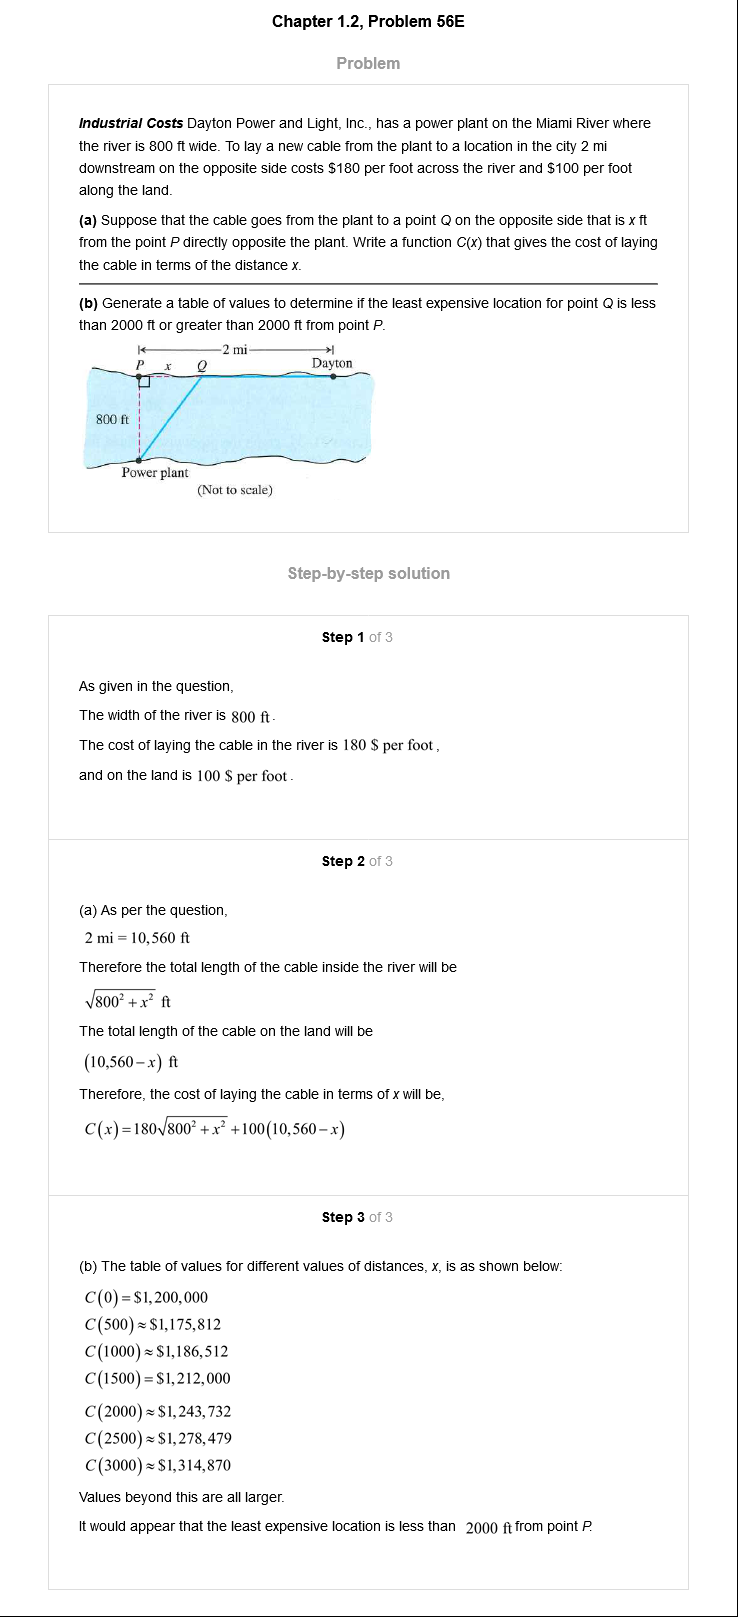 Chapter 1.2, Problem 56E
Problem
Industrial Costs Dayton Power and Light, Inc., has a power plant on the Miami River where
the river is 800 ft wide. To lay a new cable from the plant to a location in the city 2 mi
downstream on the opposite side costs $180 per foot across the river and $100 per foot
along the land.
(a) Suppose that the cable goes from the plant to a point Q on the opposite side that is x ft
from the point P directly opposite the plant. Write a function C(x) that gives the cost of laying
the cable in terms of the distance x.
(b) Generate a table of values to determine if the least expensive location for point Q is less
than 2000 ft or greater than 2000 ft from point P.
2 mi
P x Q Dayton
800 ft
Power plant
(Not to scale)
Step-by-step solution
Step 1 of 3
As given in the question,
The width of the river is 800 ft.
The cost of laying the cable in the river is 180 $ per foot,
and on the land is 100 $ per foot.
Step 2 of 3
(a) As per the question,
2 mi = 10,560 ft
Therefore the total length of the cable inside the river will be
√(800² + x²) ft
The total length of the cable on the land will be
(10,560 − x) ft
Therefore, the cost of laying the cable in terms of x will be,
C(x) = 180√(800² + x²) + 100(10,560 − x)
Step 3 of 3
(b) The table of values for different values of distances, x, is as shown below:
C(0) = $1,200,000
C(500) ≈ $1,175,812
C(1000) ≈ $1,186,512
C(1500) = $1,212,000
C(2000) ≈ $1,243,732
C(2500) ≈ $1,278,479
C(3000) ≈ $1,314,870
Values beyond this are all larger.
It would appear that the least expensive location is less than 2000 ft from point P.